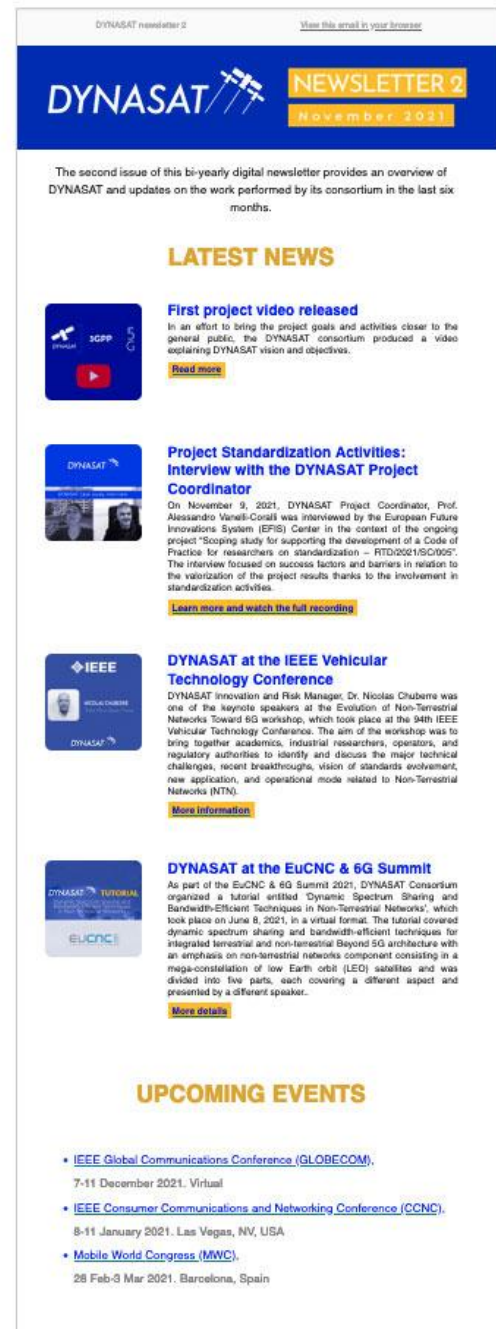 DYNASAT newsletter 2
View this email in your browser
DYNASAT
NEWSLETTER 2
November 2021
The second issue of this bi-yearly digital newsletter provides an overview of
DYNASAT and updates on the work performed by its consortium in the last six
months.
LATEST NEWS
DYNASAT
3GPP
5G
First project video released
In an effort to bring the project goals and activities closer to the
general public, the DYNASAT consortium produced a video
explaining DYNASAT vision and objectives.
Read more
DYNASAT
Project Standardization Activities:
Interview with the DYNASAT Project
Coordinator
On November 9, 2021, DYNASAT Project Coordinator, Prof.
Alessandro Vanelli-Coralli was interviewed by the European Future
Innovations System (EFIS) Center in the context of the ongoing
project "Scoping study for supporting the development of a Code of
Practice for researchers on standardization – RTD/2021/SC/005".
The interview focused on success factors and barriers in relation to
the valorization of the project results thanks to the involvement in
standardization activities.
Learn more and watch the full recording
IEEE
NICOLAS CHUBERRE
DYNASAT
DYNASAT at the IEEE Vehicular
Technology Conference
DYNASAT Innovation and Risk Manager, Dr. Nicolas Chuberre was
one of the keynote speakers at the Evolution of Non-Terrestrial
Networks Toward 6G workshop, which took place at the 94th IEEE
Vehicular Technology Conference. The aim of the workshop was to
bring together academics, industrial researchers, operators, and
regulatory authorities to identify and discuss the major technical
challenges, recent breakthroughs, vision of standards evolvement,
new application, and operational mode related to Non-Terrestrial
Networks (NTN).
More information
DYNASAT TUTORIAL
EUCNC
DYNASAT at the EuCNC & 6G Summit
As part of the EuCNC & 6G Summit 2021, DYNASAT Consortium
organized a tutorial entitled 'Dynamic Spectrum Sharing and
Bandwidth-Efficient Techniques in Non-Terrestrial Networks', which
took place on June 8, 2021, in a virtual format. The tutorial covered
dynamic spectrum sharing and bandwidth-efficient techniques for
integrated terrestrial and non-terrestrial Beyond 5G architecture with
an emphasis on non-terrestrial networks component consisting in a
mega-constellation of low Earth orbit (LEO) satellites and was
divided into five parts, each covering a different aspect and
presented by a different speaker..
More details
UPCOMING EVENTS
• IEEE Global Communications Conference (GLOBECOM),
7-11 December 2021. Virtual
• IEEE Consumer Communications and Networking Conference (CCNC),
8-11 January 2021. Las Vegas, NV, USA
• Mobile World Congress (MWC),
28 Feb-3 Mar 2021. Barcelona, Spain